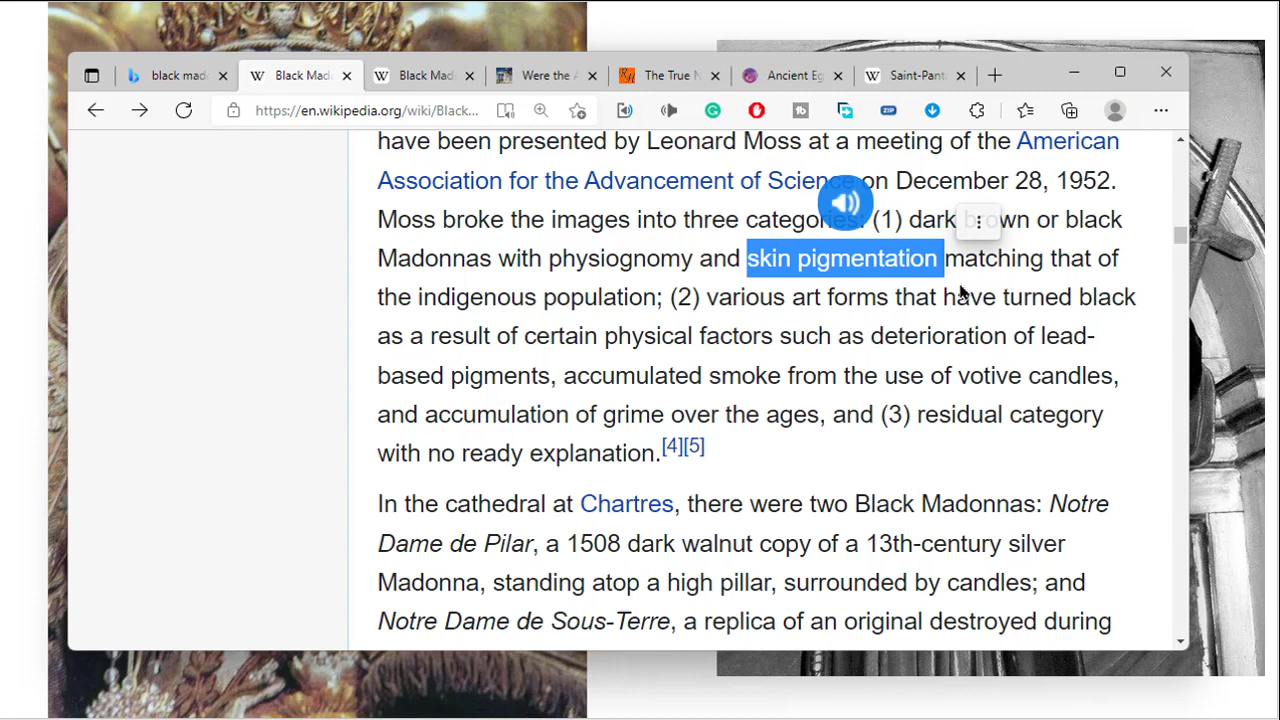 black mad
Black Mad
Black Mad
Were the A
The True N
Ancient Eg
Saint-Pant
https://en.wikipedia.org/wiki/Black...
have been presented by Leonard Moss at a meeting of the American
Association for the Advancement of Science on December 28, 1952.
Moss broke the images into three categories: (1) dark brown or black
Madonnas with physiognomy and skin pigmentation matching that of
the indigenous population; (2) various art forms that have turned black
as a result of certain physical factors such as deterioration of lead-
based pigments, accumulated smoke from the use of votive candles,
and accumulation of grime over the ages, and (3) residual category
with no ready explanation.[4][5]
In the cathedral at Chartres, there were two Black Madonnas: Notre
Dame de Pilar, a 1508 dark walnut copy of a 13th-century silver
Madonna, standing atop a high pillar, surrounded by candles; and
Notre Dame de Sous-Terre, a replica of an original destroyed during